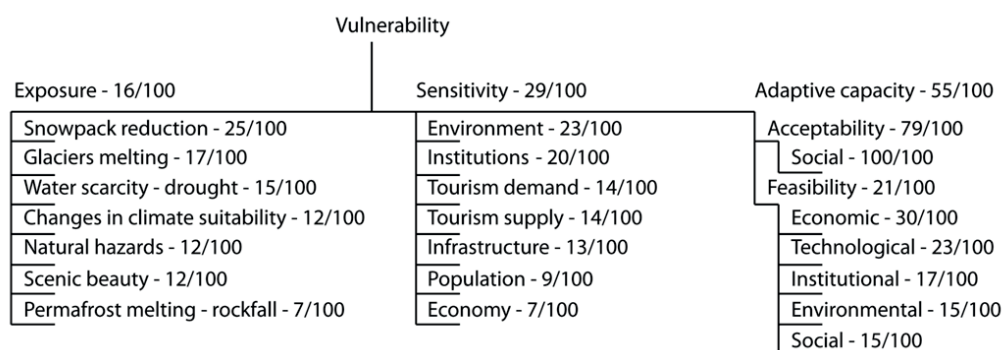 Vulnerability
Exposure - 16/100
Snowpack reduction - 25/100
Glaciers melting - 17/100
Water scarcity - drought - 15/100
Changes in climate suitability - 12/100
Natural hazards - 12/100
Scenic beauty - 12/100
Permafrost melting - rockfall - 7/100
Sensitivity - 29/100
Environment - 23/100
Institutions - 20/100
Tourism demand - 14/100
Tourism supply - 14/100
Infrastructure - 13/100
Population - 9/100
Economy - 7/100
Adaptive capacity - 55/100
Acceptability - 79/100
Social - 100/100
Feasibility - 21/100
Economic - 30/100
Technological - 23/100
Institutional - 17/100
Environmental - 15/100
Social - 15/100